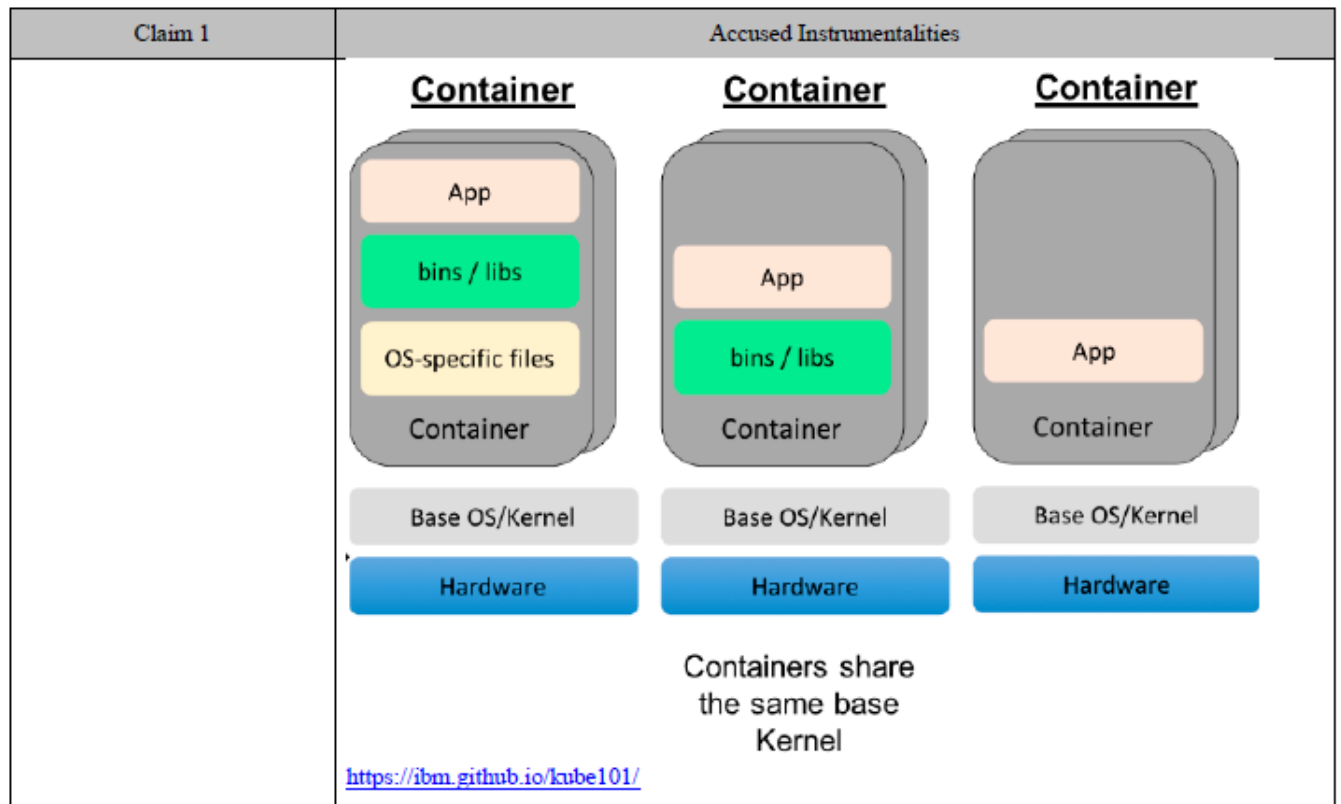 Claim 1
Accused Instrumentalities
Container
App
bins / libs
OS-specific files
Container
Base OS/Kernel
Hardware
Container
App
bins / libs
Container
Base OS/Kernel
Hardware
Container
App
Container
Base OS/Kernel
Hardware
Containers share
the same base
Kernel
https://ibm.github.io/kube101/